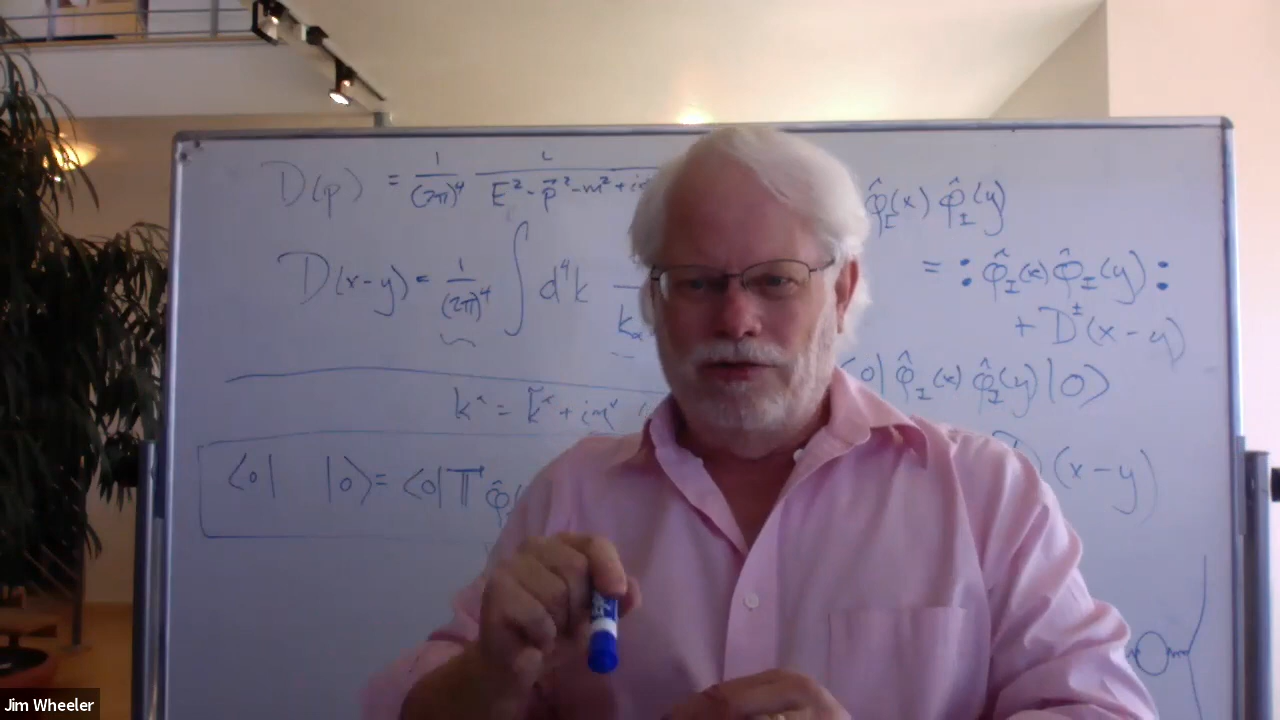 D(p) = 1/(2π)⁴ i/(E² - p⃗² - m² + iε
D(x-y) = 1/(2π)⁴ ∫ d⁴k
<0| |0> = <0|T φ̂
φ̂_I(x) φ̂_I(y)
= : φ̂_I(x) φ̂_I(y) :
+ D^±(x-y)
<0| φ̂_I(x) φ̂_I(y) |0>
(x-y)
Jim Wheeler